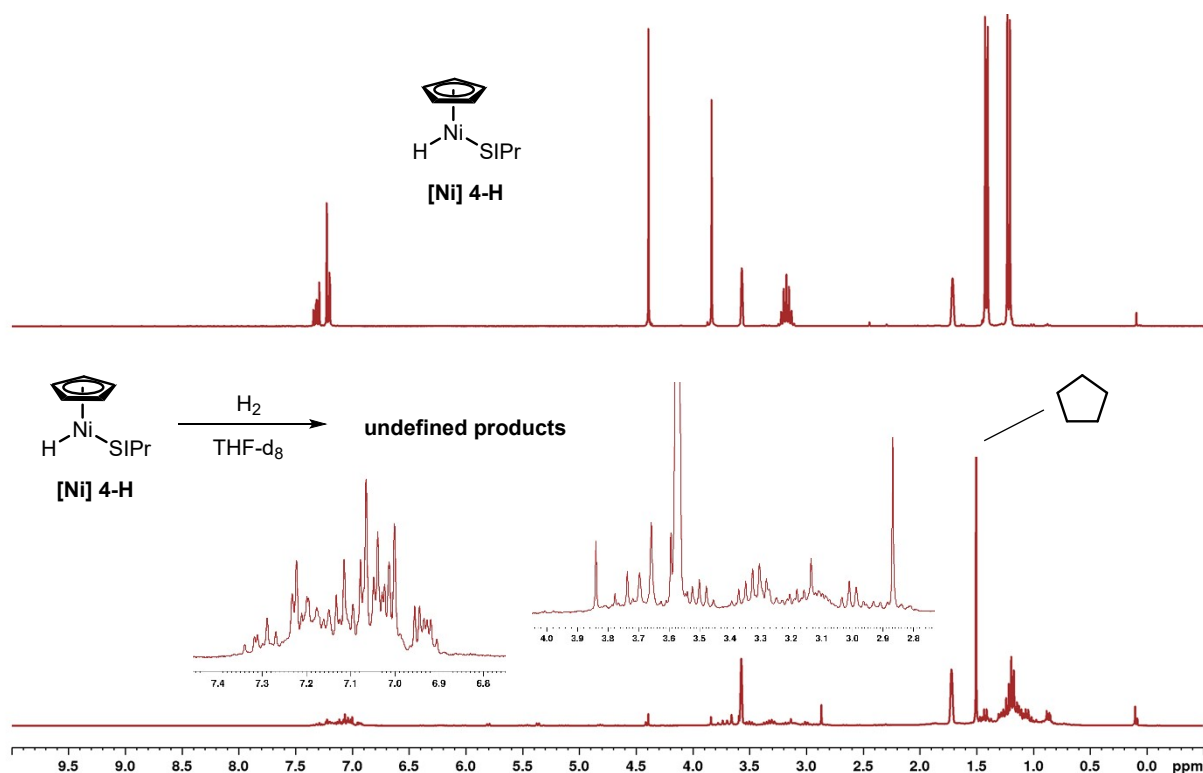 Ni
H
SIPr
[Ni] 4-H
Ni
H
SIPr
[Ni] 4-H
H2
THF-d8
undefined products
7.4 7.3 7.2 7.1 7.0 6.9 6.8
4.0 3.9 3.8 3.7 3.6 3.5 3.4 3.3 3.2 3.1 3.0 2.9 2.8
9.5 9.0 8.5 8.0 7.5 7.0 6.5 6.0 5.5 5.0 4.5 4.0 3.5 3.0 2.5 2.0 1.5 1.0 0.5 0.0 ppm